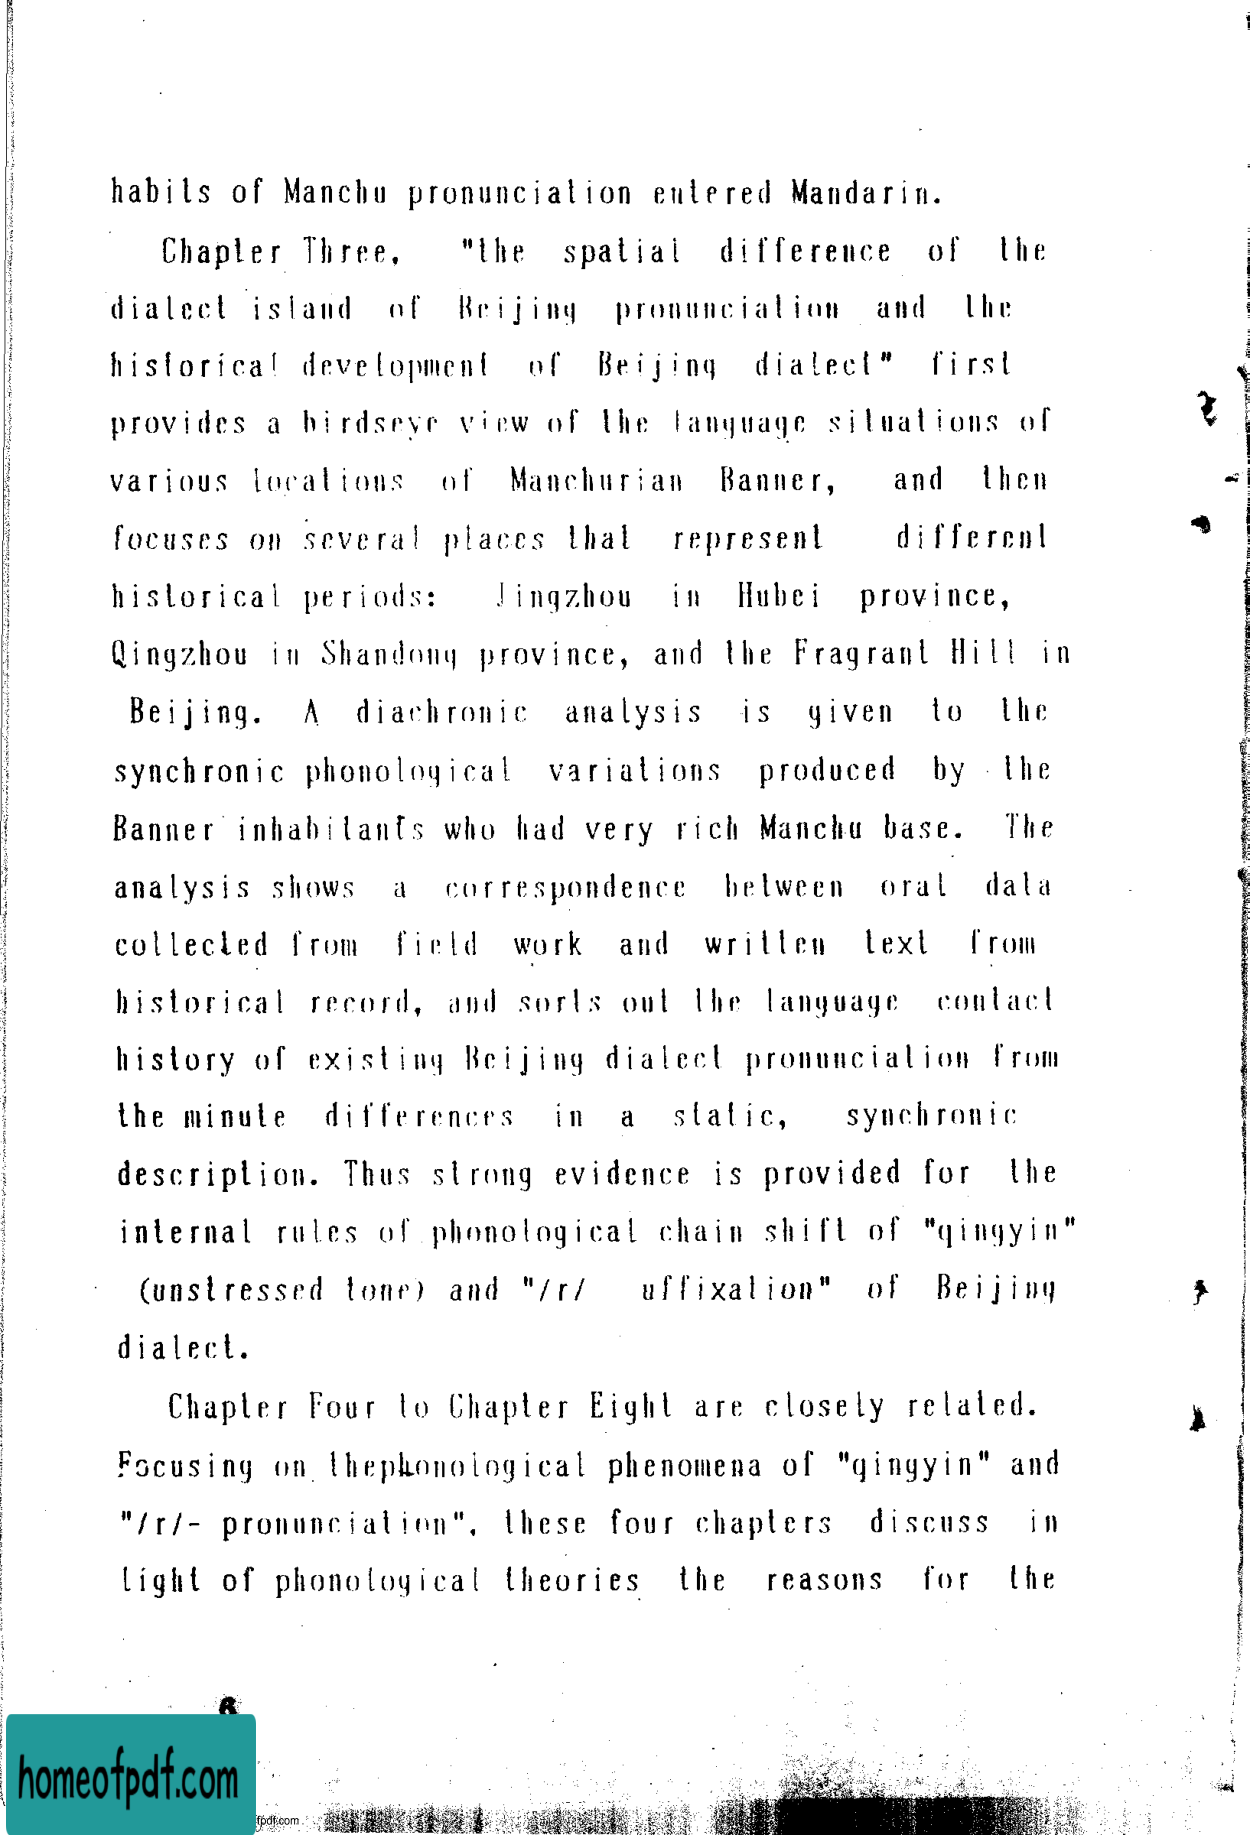 habits of Manchu pronunciation entered Mandarin.
Chapter Three, "the spatial difference of the
dialect island of Beijing pronunciation and the
historical development of Beijing dialect" first
provides a birdseye view of the language situations of
various locations of Manchurian Banner, and then
focuses on several places that represent different
historical periods: Jingzhou in Hubei province,
Qingzhou in Shandong province, and the Fragrant Hill in
Beijing. A diachronic analysis is given to the
synchronic phonological variations produced by the
Banner inhabitants who had very rich Manchu base. The
analysis shows a correspondence between oral data
collected from field work and written text from
historical record, and sorts out the language contact
history of existing Beijing dialect pronunciation from
the minute differences in a static, synchronic
description. Thus strong evidence is provided for the
internal rules of phonological chain shift of "qingyin"
(unstressed tone) and "/r/ uffixation" of Beijing
dialect.
Chapter Four to Chapter Eight are closely related.
Focusing on thephonological phenomena of "qingyin" and
"/r/- pronunciation", these four chapters discuss in
light of phonological theories the reasons for the
6
homeofpdf.com
fpdf.com